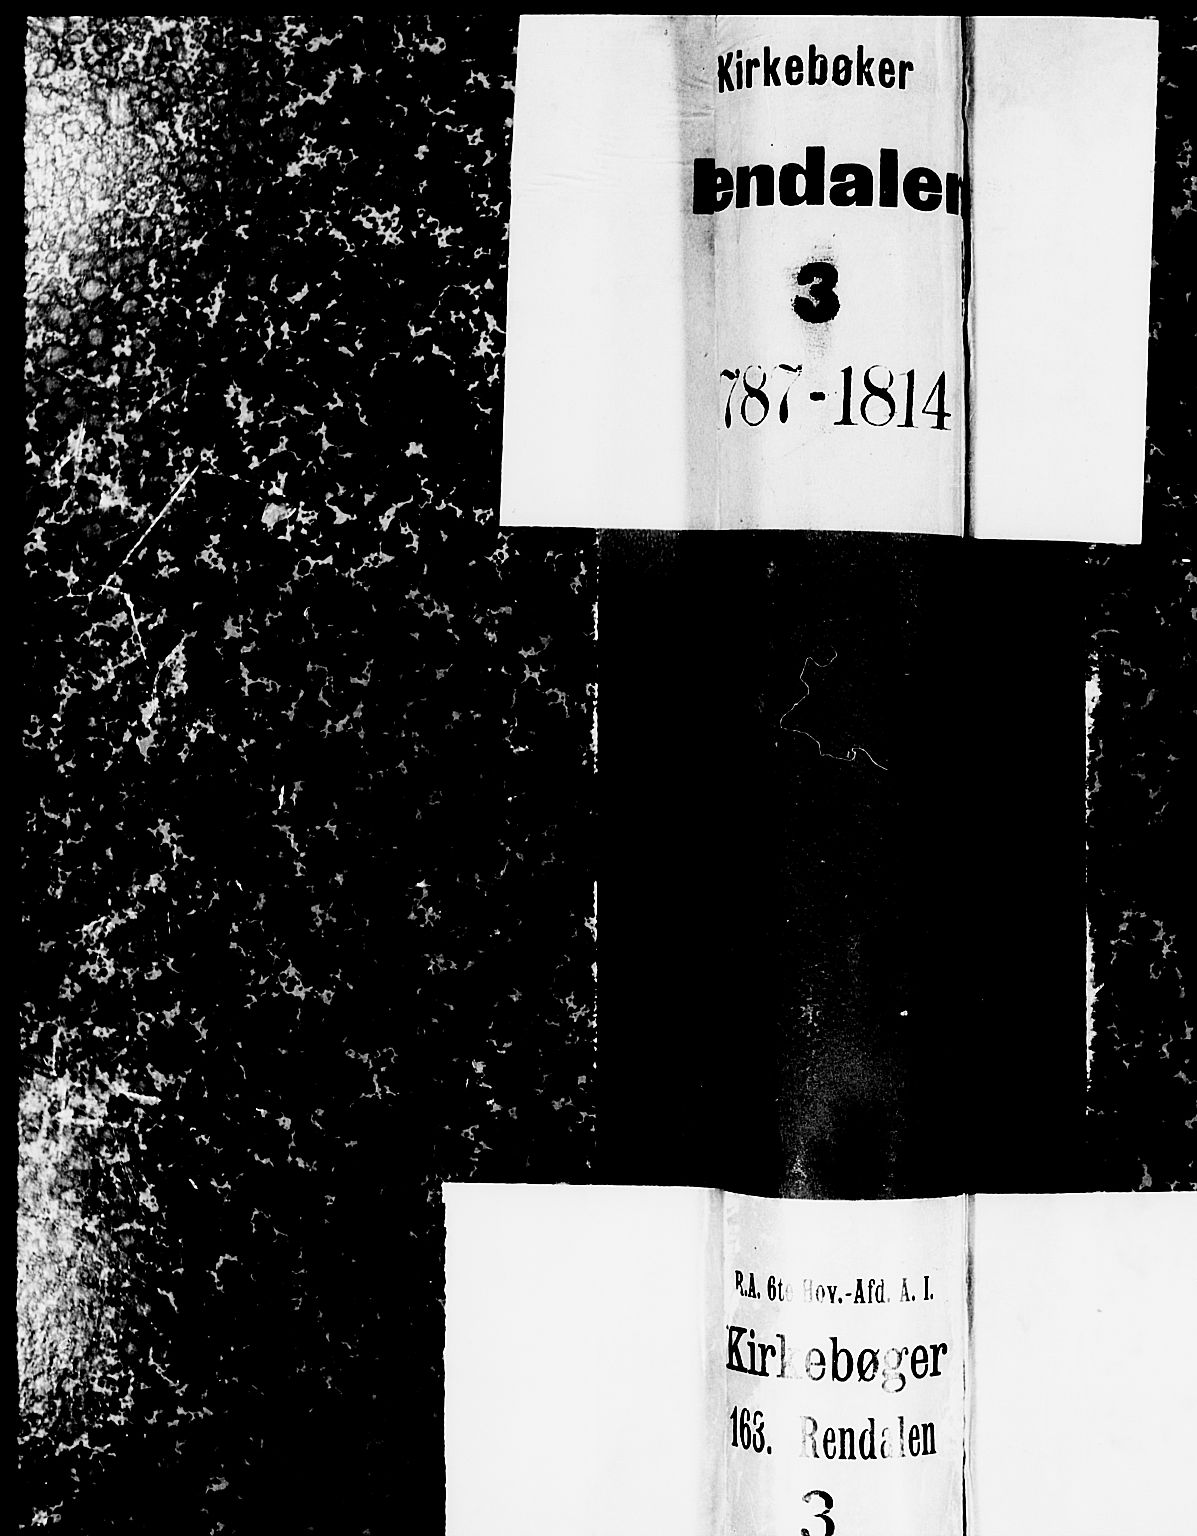 Kirkebøker
endalen
3
787-1814
R.A. 6te Hov.-Afd. A. I.
Kirkebøger
163. Rendalen
3